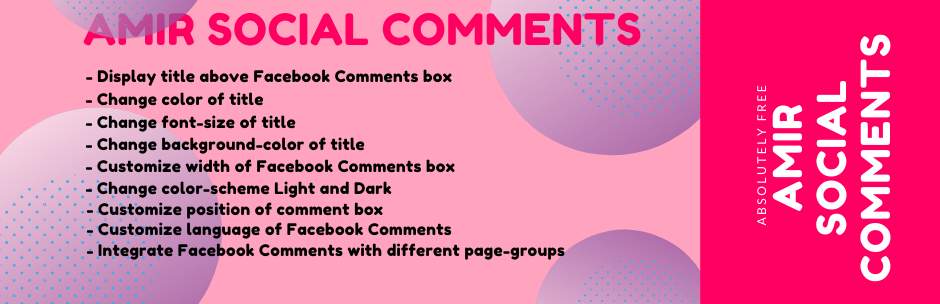 AMIR SOCIAL COMMENTS
- Display title above Facebook Comments box
- Change color of title
- Change font-size of title
- Change background-color of title
- Customize width of Facebook Comments box
- Change color-scheme Light and Dark
- Customize position of comment box
- Customize language of Facebook Comments
- Integrate Facebook Comments with different page-groups
ABSOLUTELY FREE
AMIR
SOCIAL
COMMENTS